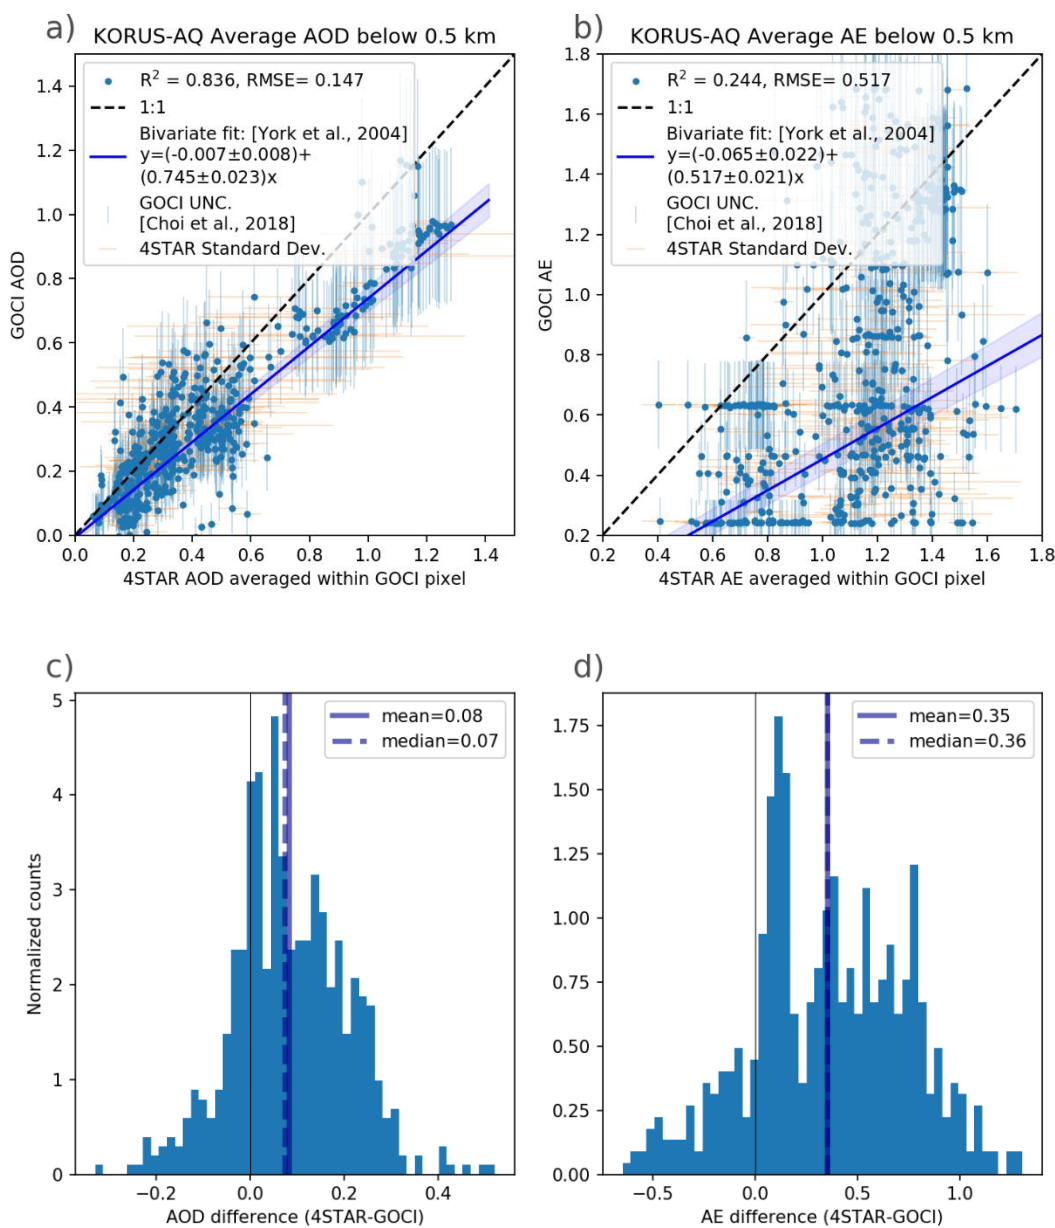 a)
KORUS-AQ Average AOD below 0.5 km
R² = 0.836, RMSE= 0.147
1:1
Bivariate fit: [York et al., 2004]
y=(-0.007±0.008)+
(0.745±0.023)x
GOCI UNC.
[Choi et al., 2018]
4STAR Standard Dev.
GOCI AOD
1.4
1.2
1.0
0.8
0.6
0.4
0.2
0.0
0.0 0.2 0.4 0.6 0.8 1.0 1.2 1.4
4STAR AOD averaged within GOCI pixel
b)
KORUS-AQ Average AE below 0.5 km
R² = 0.244, RMSE= 0.517
1:1
Bivariate fit: [York et al., 2004]
y=(-0.065±0.022)+
(0.517±0.021)x
GOCI UNC.
[Choi et al., 2018]
4STAR Standard Dev.
GOCI AE
1.8
1.6
1.4
1.2
1.0
0.8
0.6
0.4
0.2
0.2 0.4 0.6 0.8 1.0 1.2 1.4 1.6 1.8
4STAR AE averaged within GOCI pixel
c)
mean=0.08
median=0.07
Normalized counts
5
4
3
2
1
0
−0.2 0.0 0.2 0.4
AOD difference (4STAR-GOCI)
d)
mean=0.35
median=0.36
1.75
1.50
1.25
1.00
0.75
0.50
0.25
0.00
−0.5 0.0 0.5 1.0
AE difference (4STAR-GOCI)